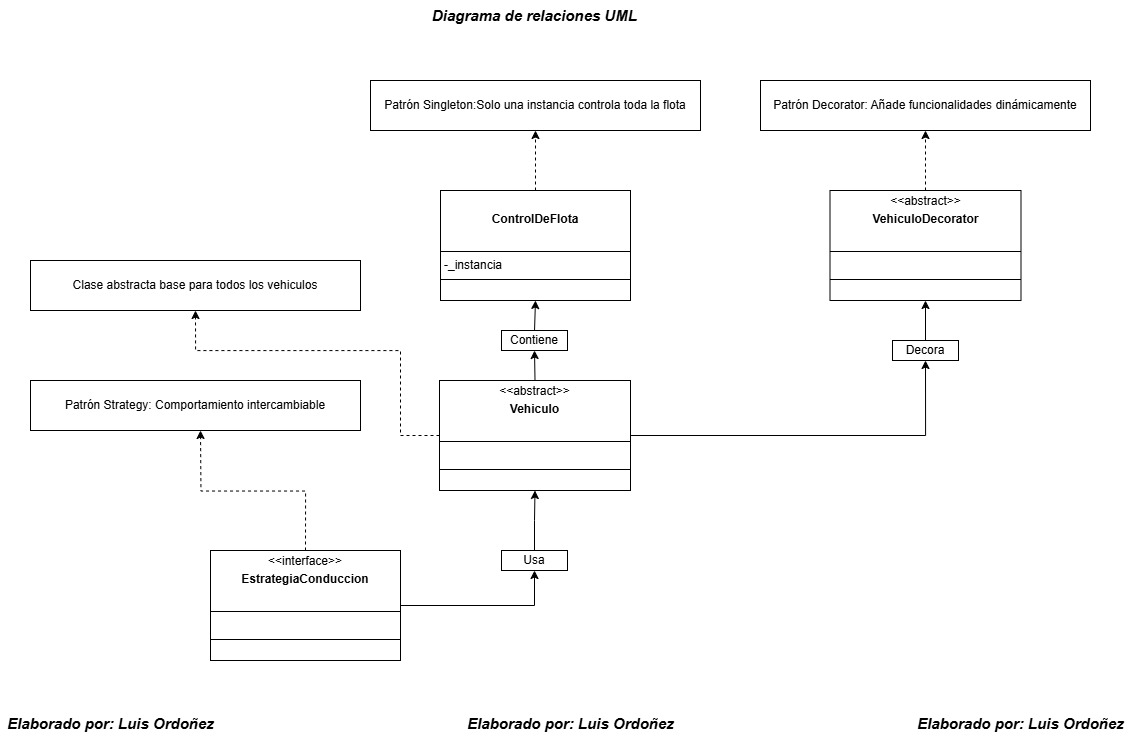 Diagrama de relaciones UML
Patrón Singleton:Solo una instancia controla toda la flota
Patrón Decorator: Añade funcionalidades dinámicamente
ControlDeFlota
-_instancia
<<abstract>>
VehiculoDecorator
Clase abstracta base para todos los vehiculos
Contiene
Decora
Patrón Strategy: Comportamiento intercambiable
<<abstract>>
Vehiculo
<<interface>>
EstrategiaConduccion
Usa
Elaborado por: Luis Ordoñez
Elaborado por: Luis Ordoñez
Elaborado por: Luis Ordoñez